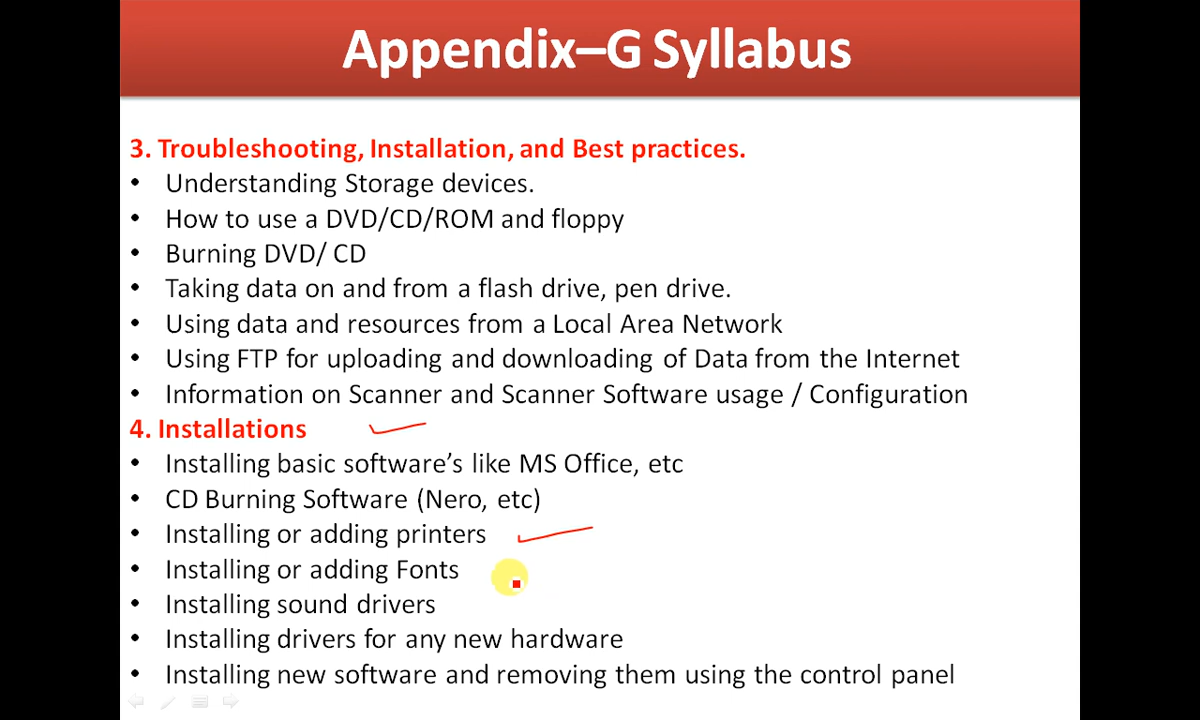 Appendix–G Syllabus
3. Troubleshooting, Installation, and Best practices.
• Understanding Storage devices.
• How to use a DVD/CD/ROM and floppy
• Burning DVD/ CD
• Taking data on and from a flash drive, pen drive.
• Using data and resources from a Local Area Network
• Using FTP for uploading and downloading of Data from the Internet
• Information on Scanner and Scanner Software usage / Configuration
4. Installations
• Installing basic software's like MS Office, etc
• CD Burning Software (Nero, etc)
• Installing or adding printers
• Installing or adding Fonts
• Installing sound drivers
• Installing drivers for any new hardware
• Installing new software and removing them using the control panel